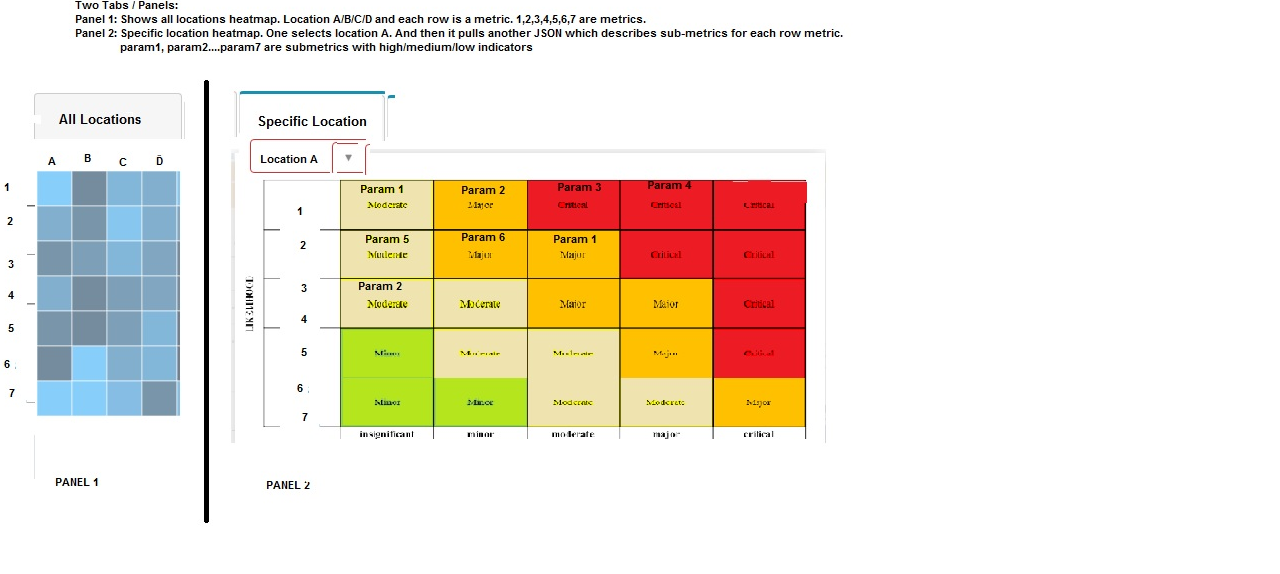 Two Tabs / Panels:
Panel 1: Shows all locations heatmap. Location A/B/C/D and each row is a metric. 1,2,3,4,5,6,7 are metrics.
Panel 2: Specific location heatmap. One selects location A. And then it pulls another JSON which describes sub-metrics for each row metric.
param1, param2....param7 are submetrics with high/medium/low indicators
All Locations
A B C D
1
2
3
4
5
6
7
PANEL 1
Specific Location
Location A
LIKELIHOOD
Param 1 Param 2 Param 3 Param 4
1 Moderate Major Critical Critical Critical
Param 5 Param 6 Param 1
2 Moderate Major Major Critical Critical
Param 2
3
Moderate Moderate Major Major Critical
4
5 Minor Moderate Moderate Major Critical
6
Minor Minor Moderate Moderate Major
7
insignificant minor moderate major critical
PANEL 2